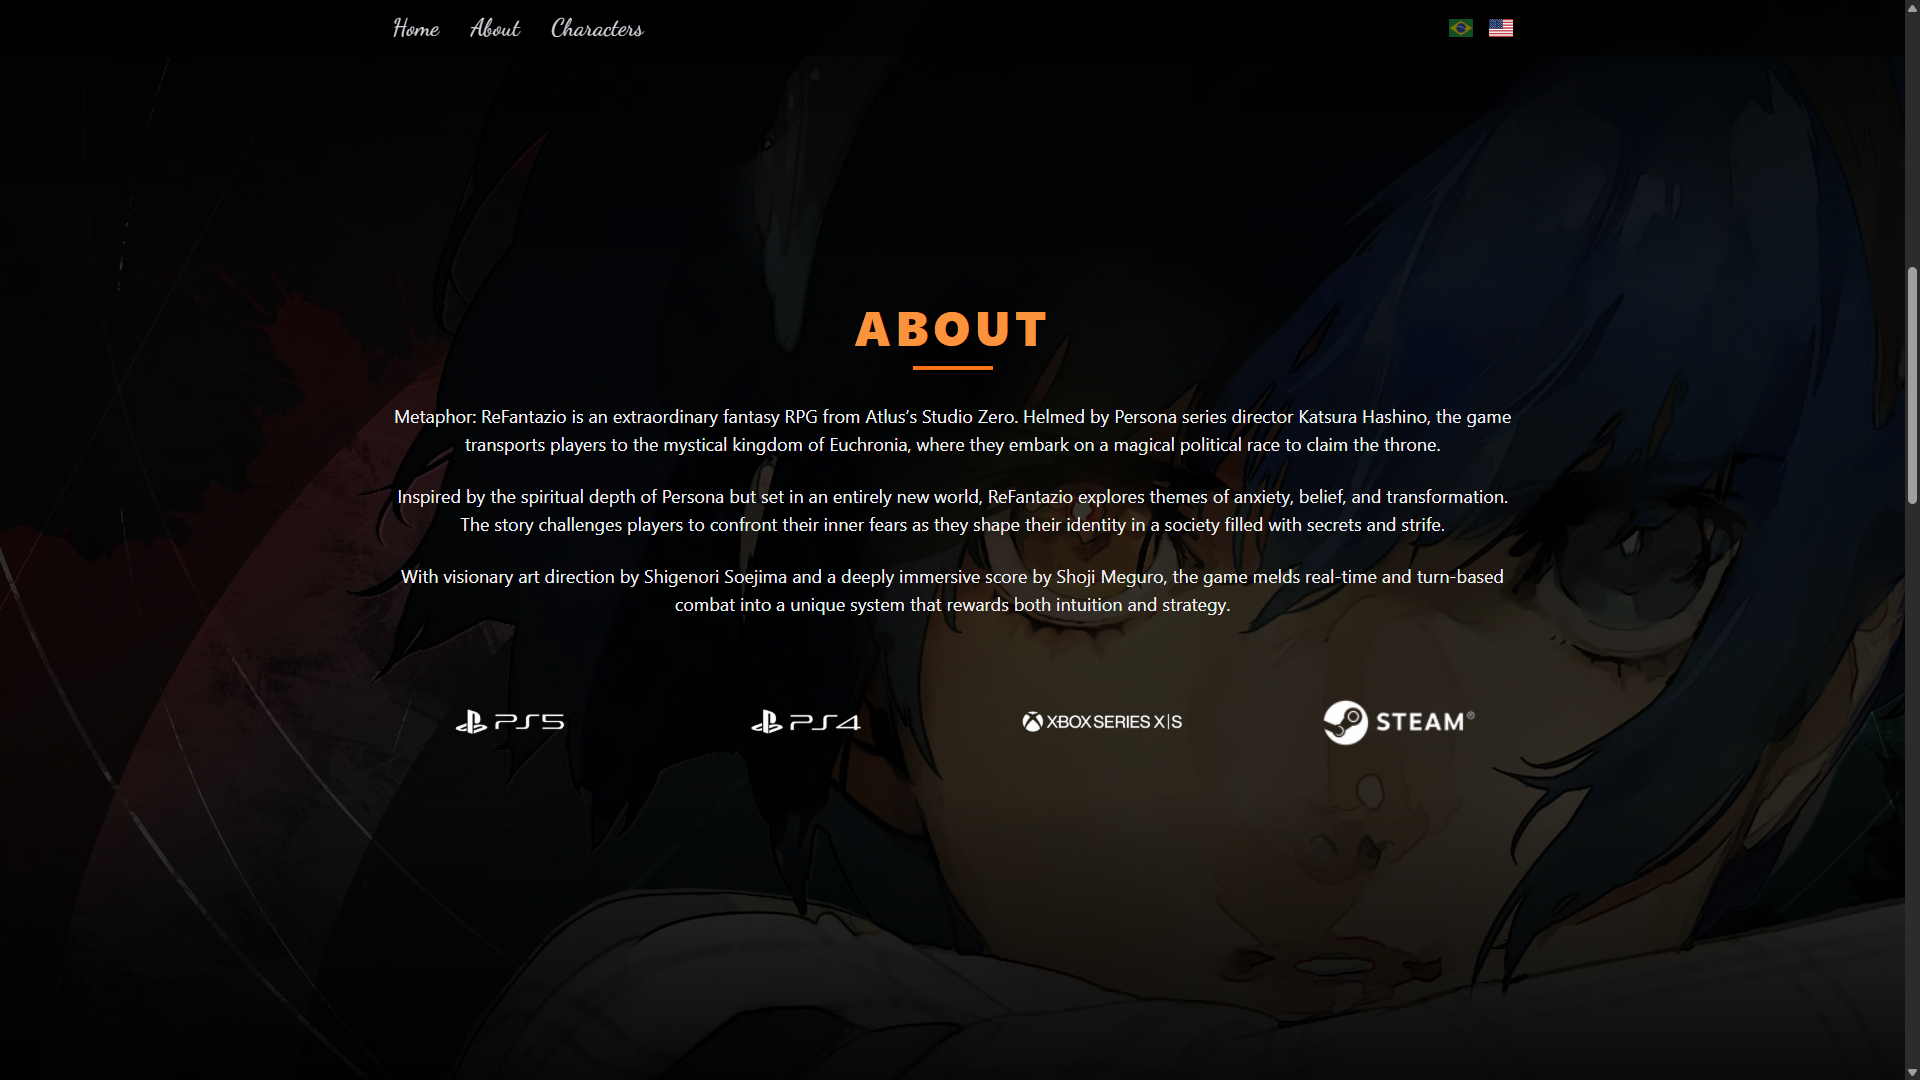 Home About Characters
ABOUT
Metaphor: ReFantazio is an extraordinary fantasy RPG from Atlus’s Studio Zero. Helmed by Persona series director Katsura Hashino, the game
transports players to the mystical kingdom of Euchronia, where they embark on a magical political race to claim the throne.
Inspired by the spiritual depth of Persona but set in an entirely new world, ReFantazio explores themes of anxiety, belief, and transformation.
The story challenges players to confront their inner fears as they shape their identity in a society filled with secrets and strife.
With visionary art direction by Shigenori Soejima and a deeply immersive score by Shoji Meguro, the game melds real-time and turn-based
combat into a unique system that rewards both intuition and strategy.
PS5 PS4 XBOX SERIES X|S STEAM®